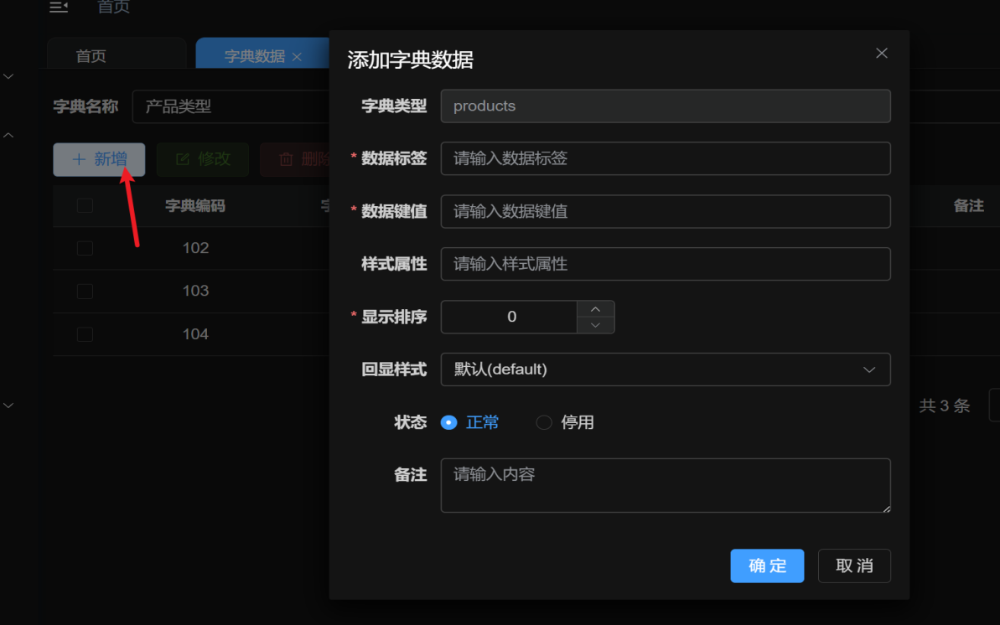 首页
首页
字典数据
添加字典数据
字典名称
产品类型
字典类型
products
新增
修改
删除
* 数据标签
请输入数据标签
字典编码
备注
* 数据键值
请输入数据键值
102
样式属性
请输入样式属性
103
* 显示排序
0
104
回显样式
默认(default)
共 3 条
状态
正常
停用
备注
请输入内容
确 定
取 消